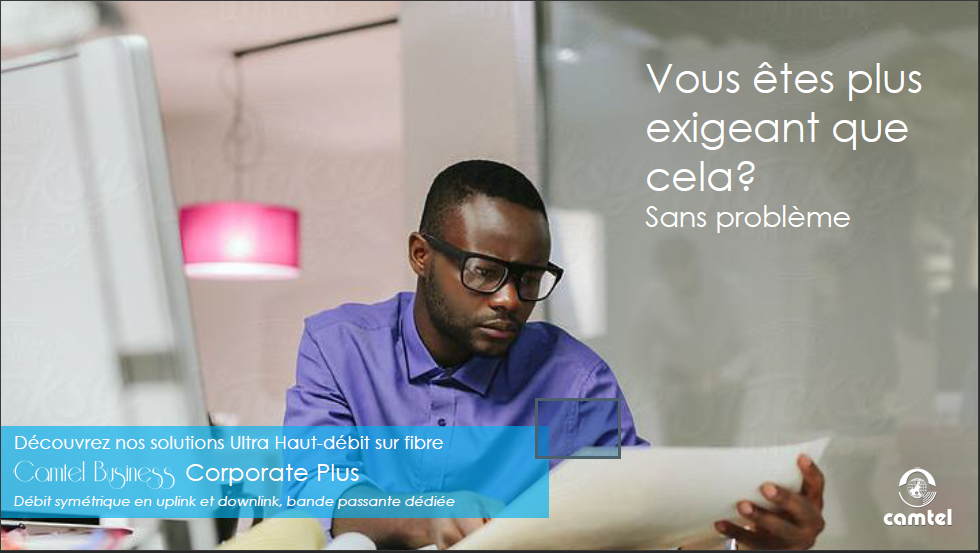 Vous êtes plus
exigeant que
cela?
Sans problème
Découvrez nos solutions Ultra Haut-débit sur fibre
Camtel Business Corporate Plus
Débit symétrique en uplink et downlink, bande passante dédiée
camtel